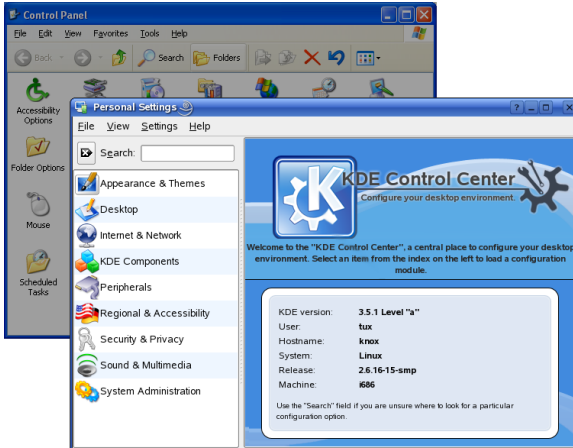 Control Panel
File Edit View Favorites Tools Help
Back Search Folders
Accessibility
Options
Folder Options
Mouse
Scheduled
Tasks
Personal Settings
File View Settings Help
Search:
Appearance & Themes
Desktop
Internet & Network
KDE Components
Peripherals
Regional & Accessibility
Security & Privacy
Sound & Multimedia
System Administration
KDE Control Center
Configure your desktop environment.
Welcome to the "KDE Control Center", a central place to configure your desktop
environment. Select an item from the index on the left to load a configuration
module.
KDE version: 3.5.1 Level "a"
User: tux
Hostname: knox
System: Linux
Release: 2.6.16-15-smp
Machine: i686
Use the "Search" field if you are unsure where to look for a particular
configuration option.